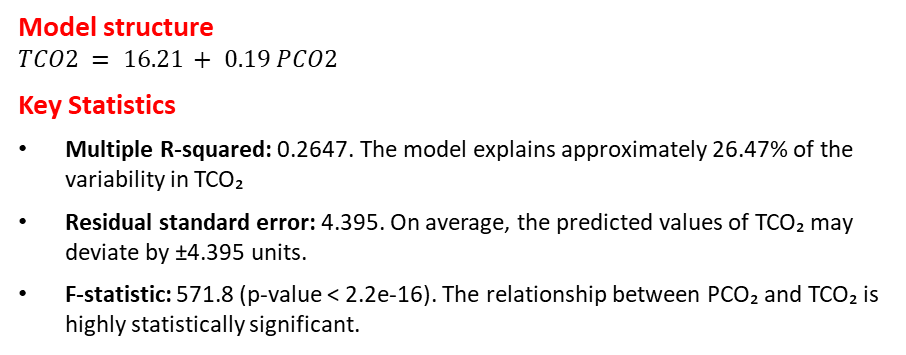 Model structure
TCO2 = 16.21 + 0.19 PCO2
Key Statistics
• Multiple R-squared: 0.2647. The model explains approximately 26.47% of the
variability in TCO₂
• Residual standard error: 4.395. On average, the predicted values of TCO₂ may
deviate by ±4.395 units.
• F-statistic: 571.8 (p-value < 2.2e-16). The relationship between PCO₂ and TCO₂ is
highly statistically significant.